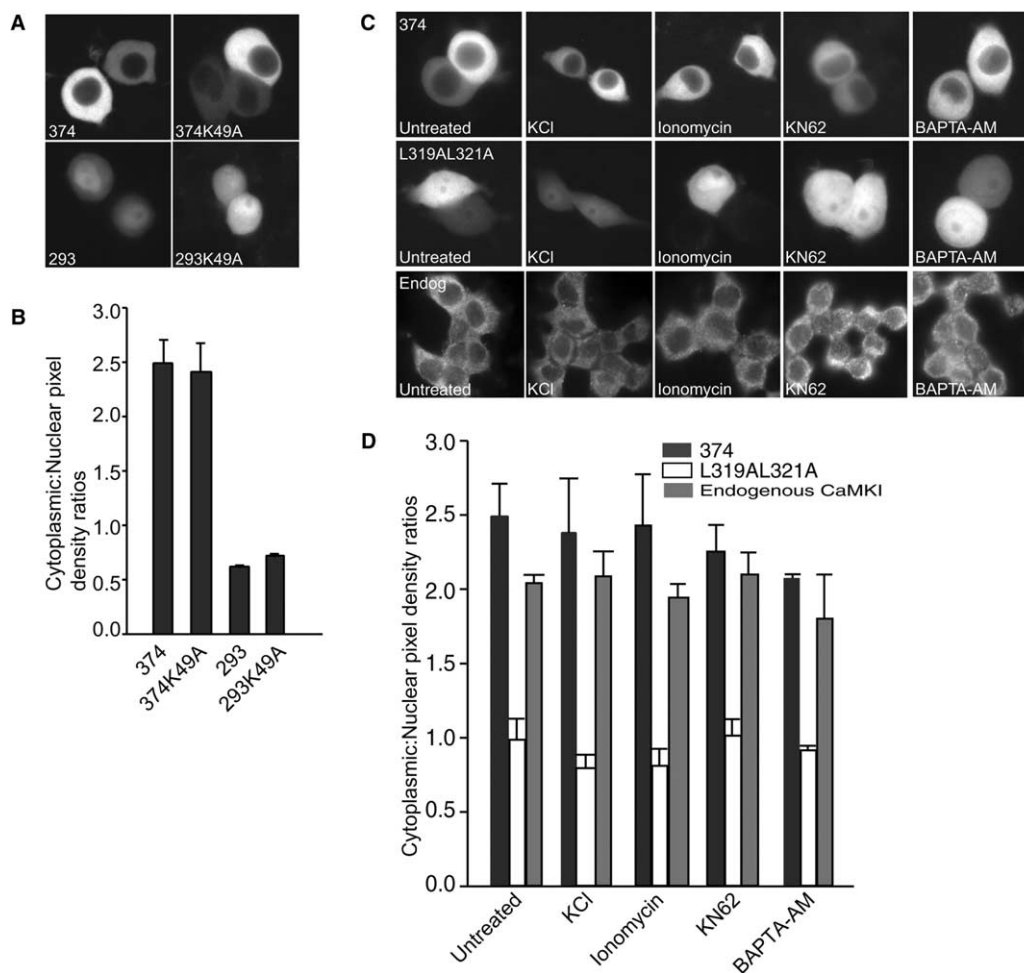 A
374
374K49A
293
293K49A
B
Cytoplasmic:Nuclear pixel
density ratios
3.0
2.5
2.0
1.5
1.0
0.5
0.0
374
374K49A
293
293K49A
C
374
Untreated
KCl
Ionomycin
KN62
BAPTA-AM
L319AL321A
Untreated
KCl
Ionomycin
KN62
BAPTA-AM
Endog
Untreated
KCl
Ionomycin
KN62
BAPTA-AM
D
Cytoplasmic:Nuclear pixel density ratios
3.0
2.5
2.0
1.5
1.0
0.5
0.0
374
L319AL321A
Endogenous CaMKI
Untreated
KCl
Ionomycin
KN62
BAPTA-AM